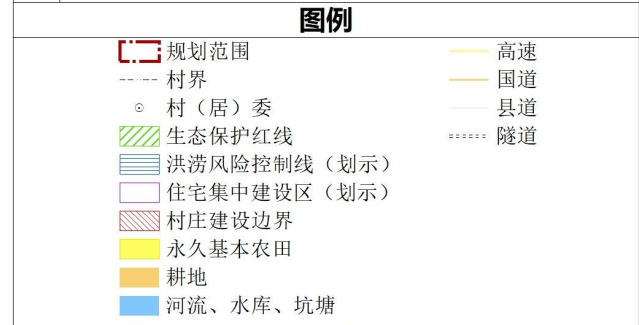 图例
规划范围
村界
村（居）委
生态保护红线
洪涝风险控制线（划示）
住宅集中建设区（划示）
村庄建设边界
永久基本农田
耕地
河流、水库、坑塘
高速
国道
县道
隧道